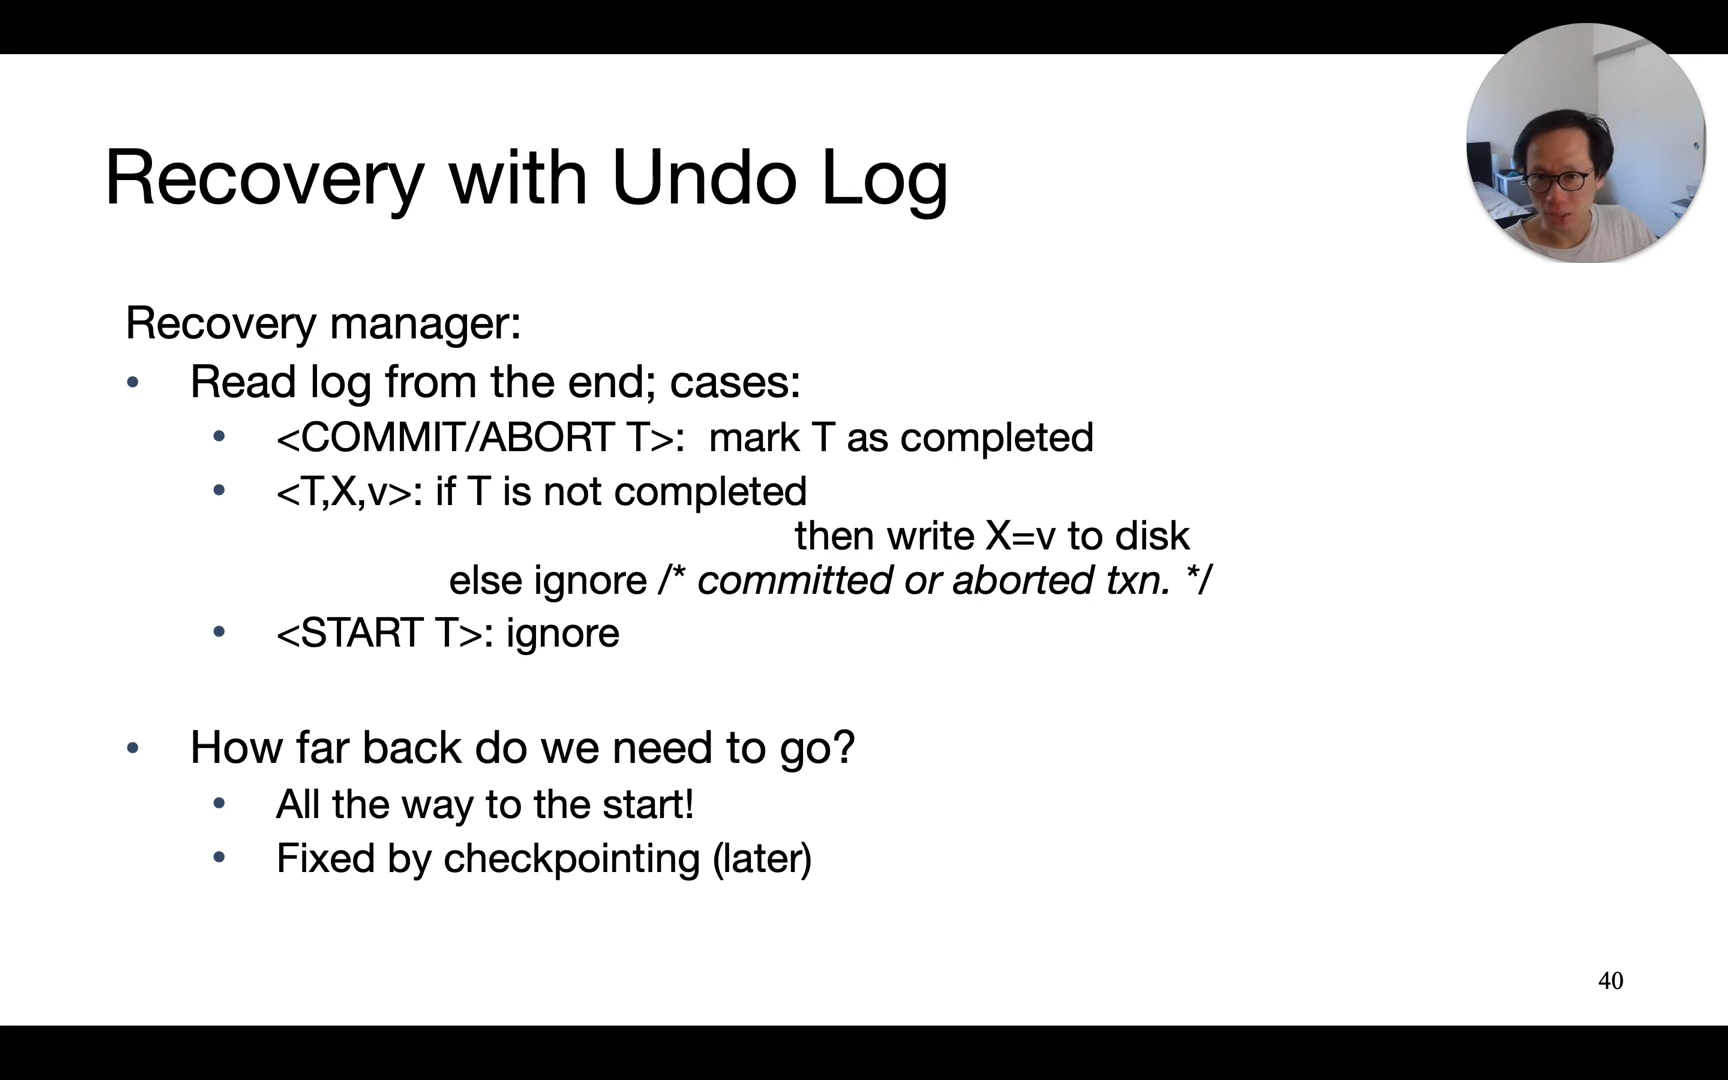 Recovery with Undo Log
Recovery manager:
• Read log from the end; cases:
• <COMMIT/ABORT T>: mark T as completed
• <T,X,v>: if T is not completed
then write X=v to disk
else ignore /* committed or aborted txn. */
• <START T>: ignore
• How far back do we need to go?
• All the way to the start!
• Fixed by checkpointing (later)
40